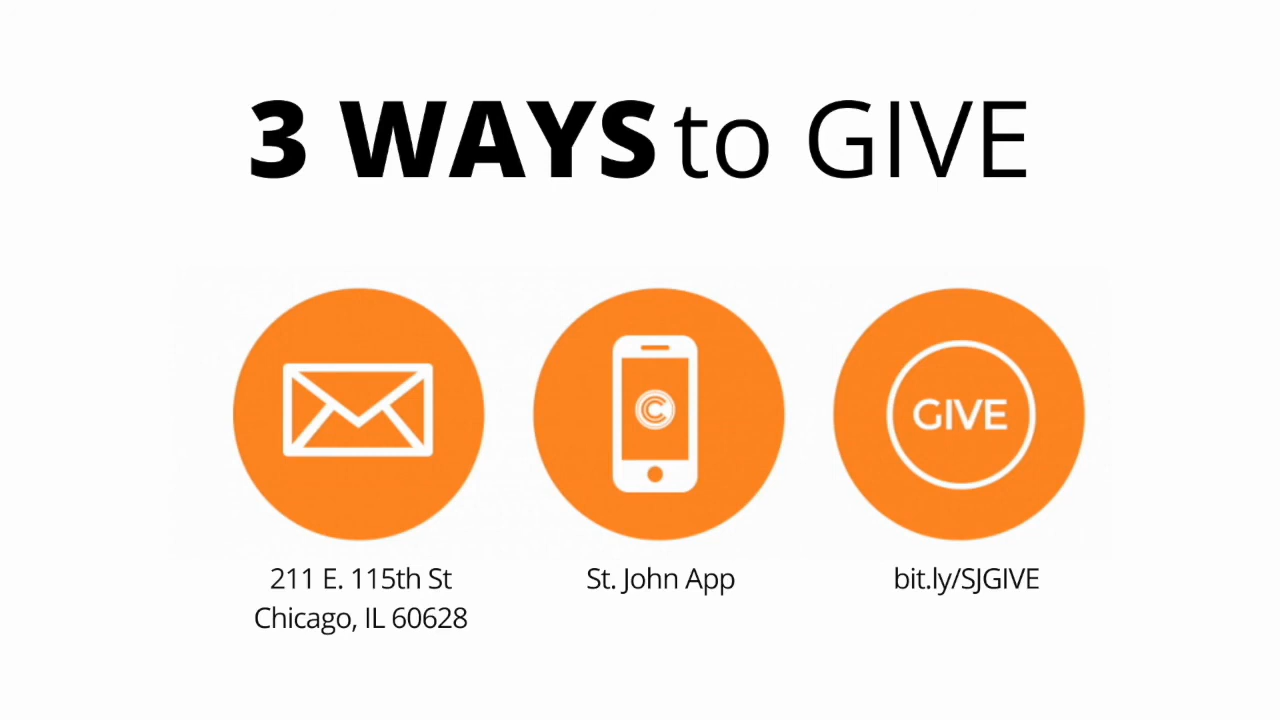 3 WAYS to GIVE
C
GIVE
211 E. 115th St
Chicago, IL 60628
St. John App
bit.ly/SJGIVE